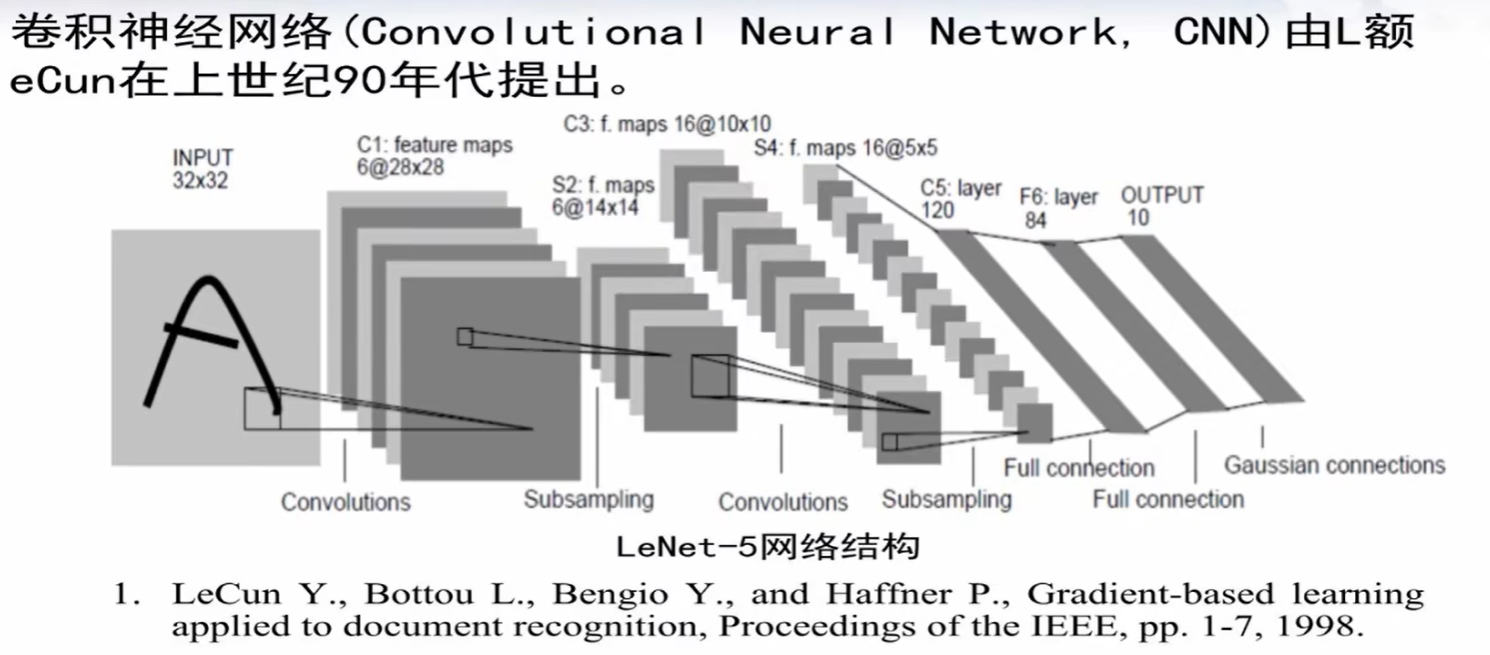 卷积神经网络(Convolutional Neural Network, CNN)由L额
eCun在上世纪90年代提出。
INPUT
32x32
C1: feature maps
6@28x28
S2: f. maps
6@14x14
C3: f. maps 16@10x10
S4: f. maps 16@5x5
C5: layer
120
F6: layer
84
OUTPUT
10
Convolutions
Subsampling
Convolutions
Subsampling
Full connection
Full connection
Gaussian connections
LeNet-5网络结构
1. LeCun Y., Bottou L., Bengio Y., and Haffner P., Gradient-based learning
applied to document recognition, Proceedings of the IEEE, pp. 1-7, 1998.